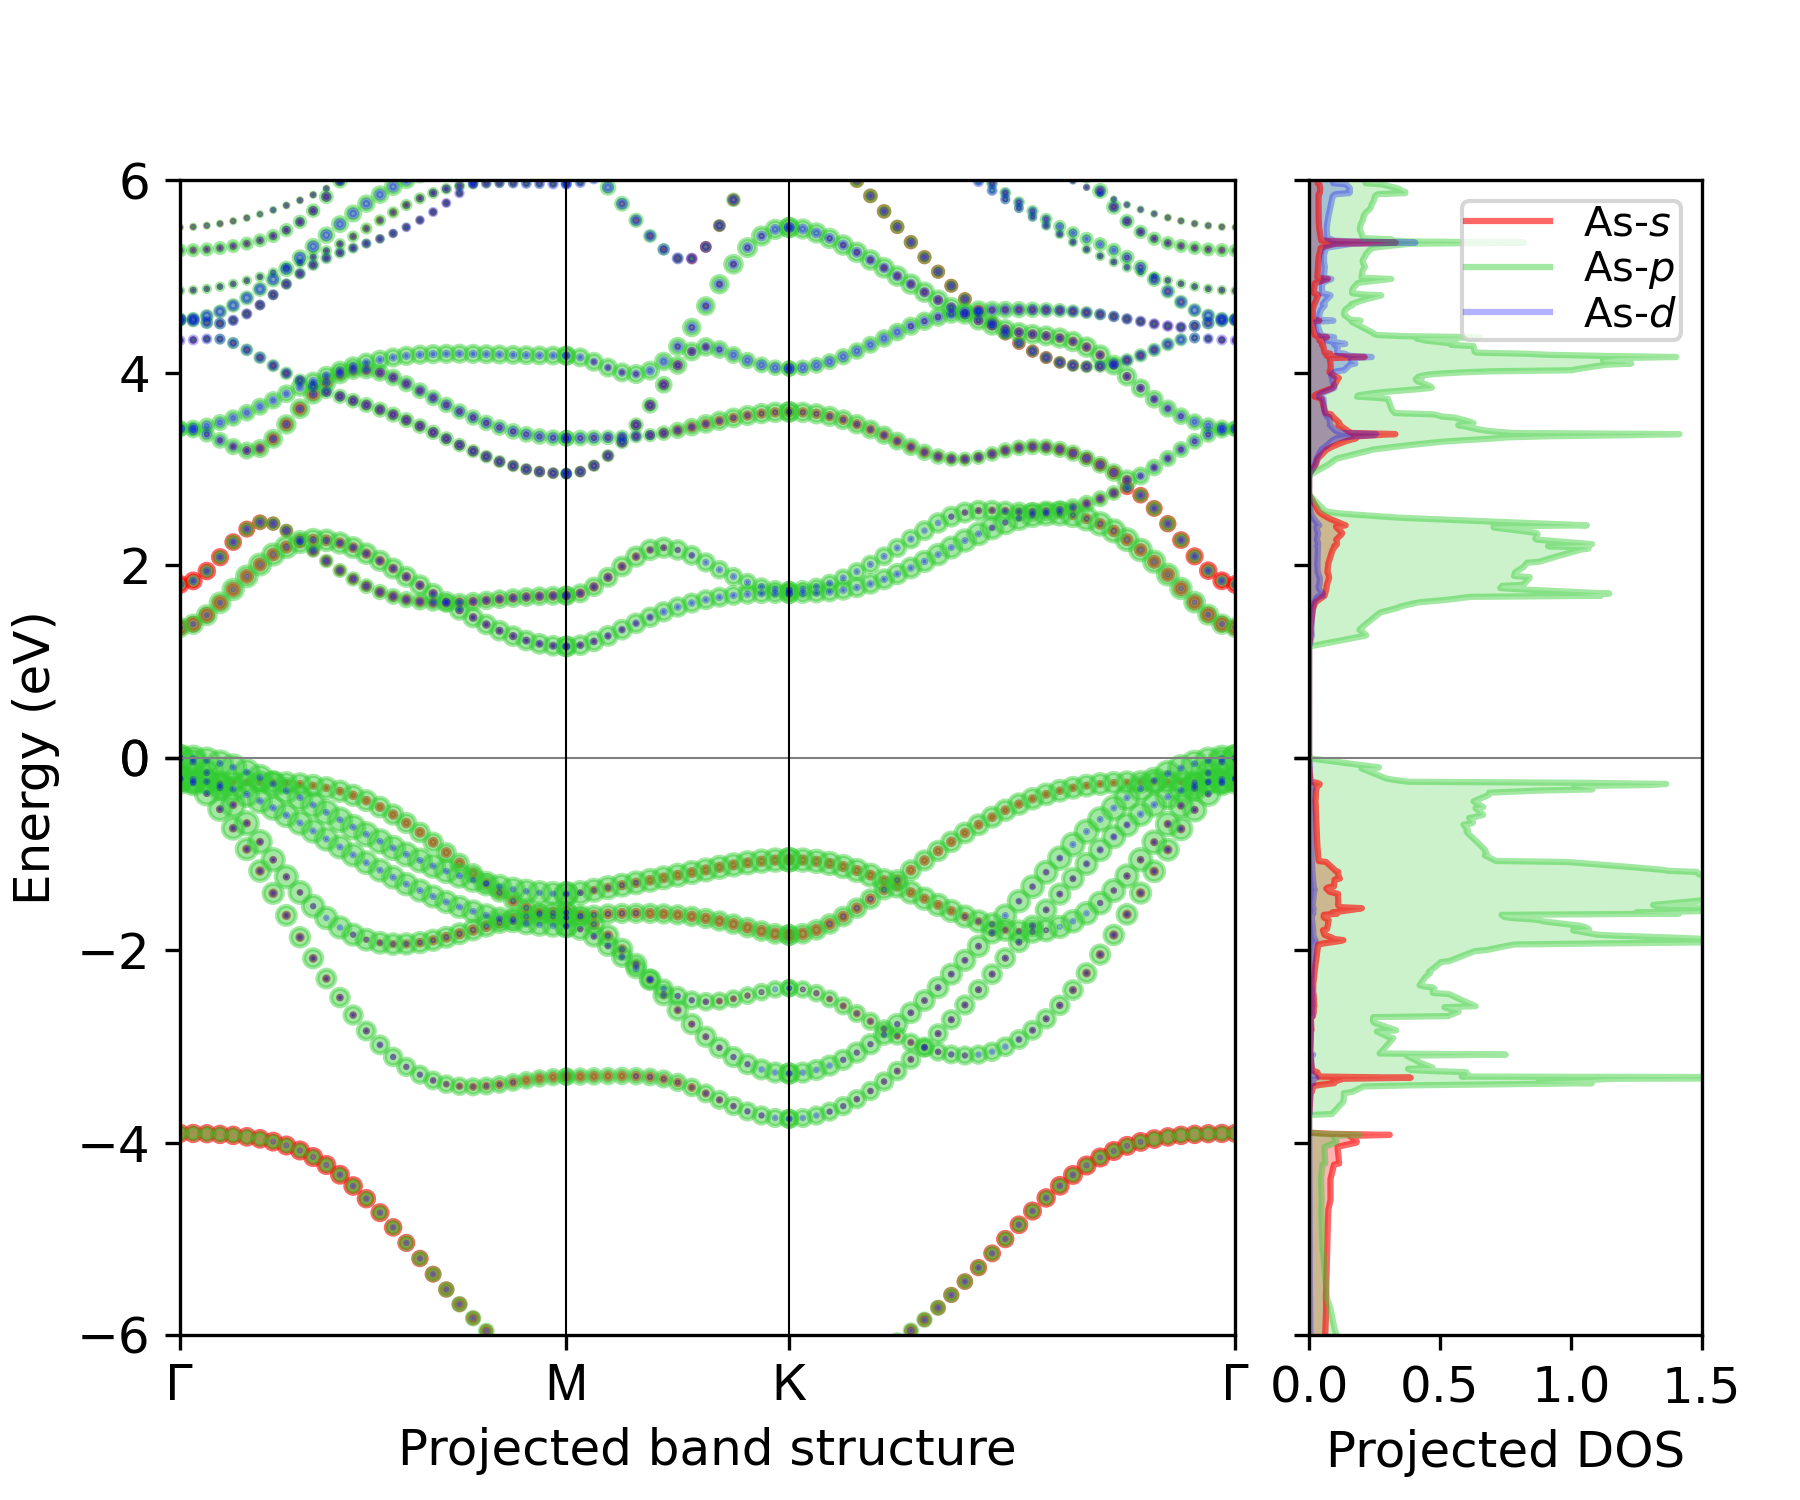 6
4
2
0
−2
−4
−6
Energy (eV)
Γ
M
K
Γ
Projected band structure
As-s
As-p
As-d
0.0
0.5
1.0
1.5
Projected DOS